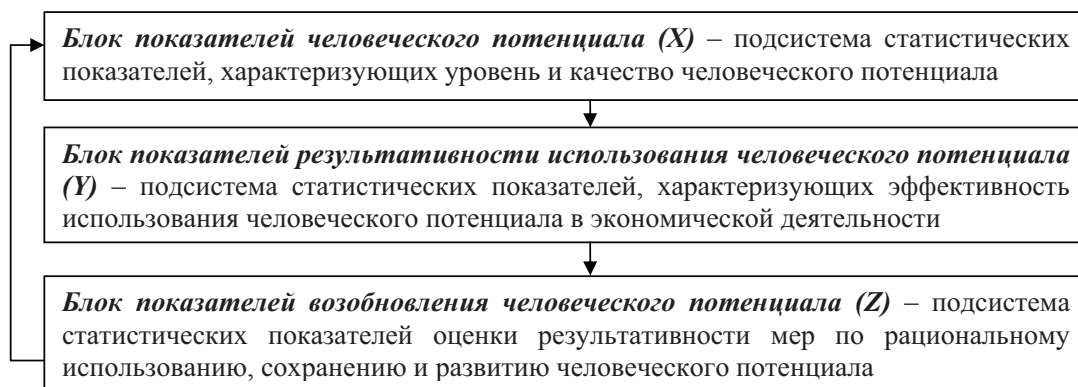 Блок показателей человеческого потенциала (X) – подсистема статистических
показателей, характеризующих уровень и качество человеческого потенциала
Блок показателей результативности использования человеческого потенциала
(Y) – подсистема статистических показателей, характеризующих эффективность
использования человеческого потенциала в экономической деятельности
Блок показателей возобновления человеческого потенциала (Z) – подсистема
статистических показателей оценки результативности мер по рациональному
использованию, сохранению и развитию человеческого потенциала